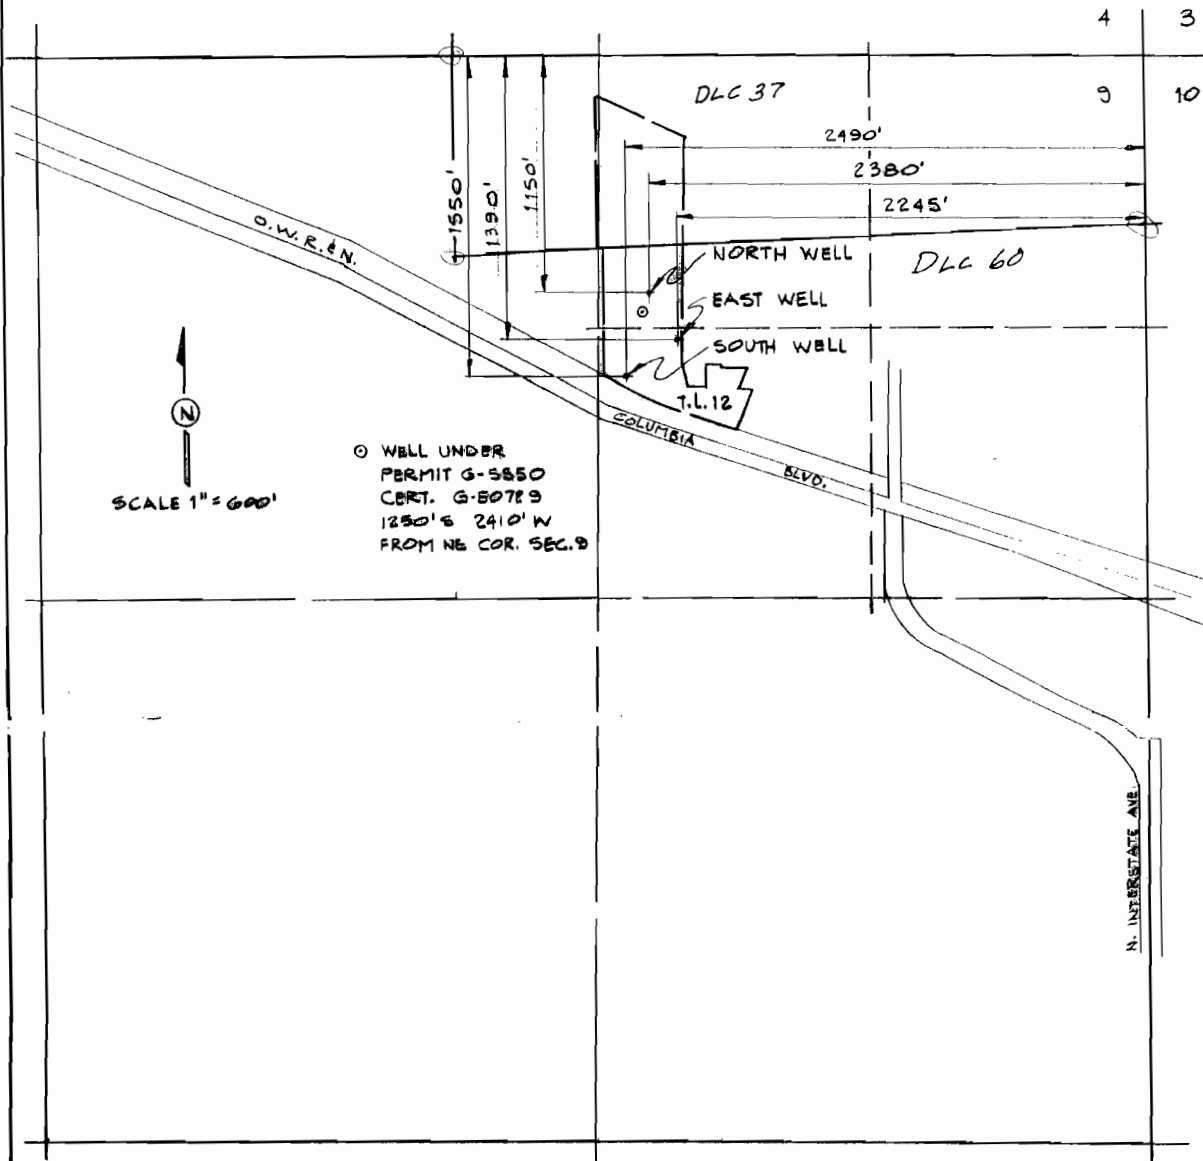 4 3
9 10
DLC 37
2490'
2380'
2245'
1550'
1390'
1150'
O.W.R. & N.
NORTH WELL
DLC 60
EAST WELL
SOUTH WELL
T.L. 12
COLUMBIA
BLVD.
N
SCALE 1" = 600'
WELL UNDER
PERMIT G-5850
CERT. 
1250' S 2410' W
FROM NE COR. SEC. 9
N. INTERSTATE AVE.